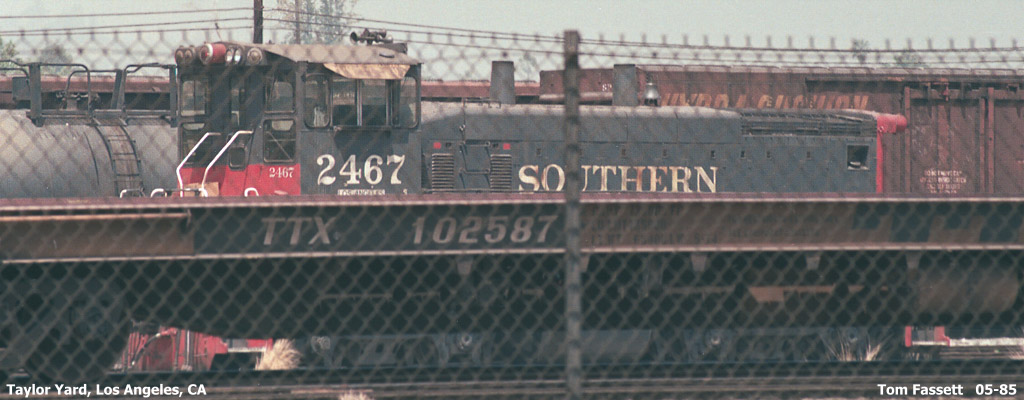 2467
2467
SOUTHERN
TTX 102587
Taylor Yard, Los Angeles, CA
Tom Fassett 05-85